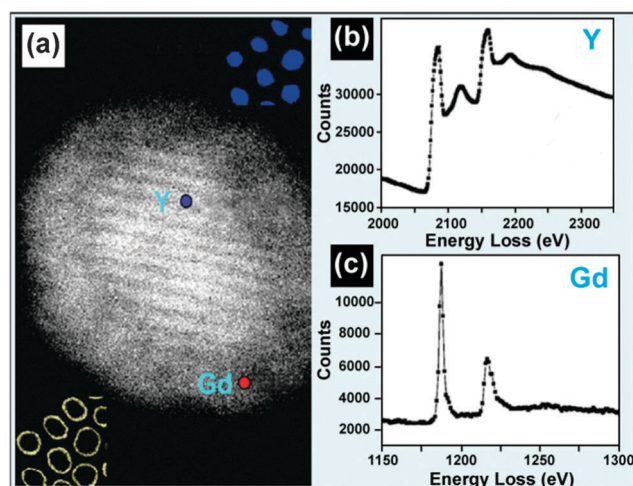 (a)
Y
Gd
(b)
Y
Counts
30000
25000
20000
15000
2000 2100 2200 2300
Energy Loss (eV)
(c)
Gd
Counts
10000
8000
6000
4000
2000
1150 1200 1250 1300
Energy Loss (eV)